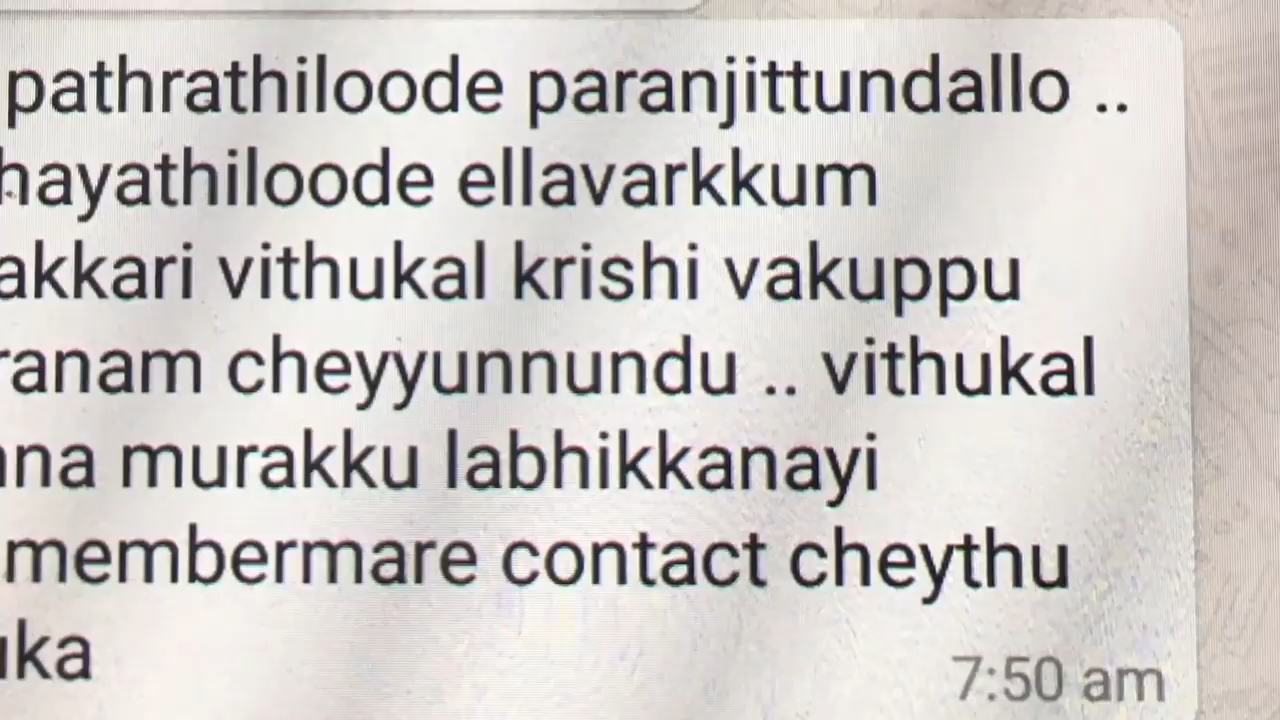 pathrathiloode paranjittundallo ..
hayathiloode ellavarkkum
akkari vithukal krishi vakuppu
ranam cheyyunnundu .. vithukal
na murakku labhikkanayi
membermare contact cheythu
uka
7:50 am